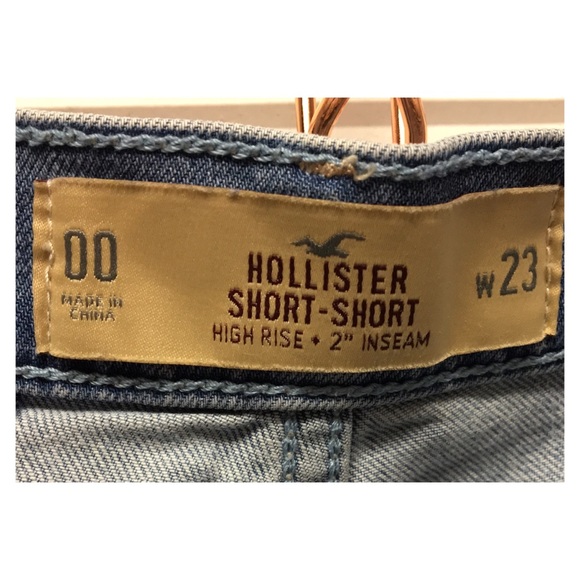 00
MADE IN
CHINA
HOLLISTER
SHORT-SHORT
HIGH RISE • 2" INSEAM
W23